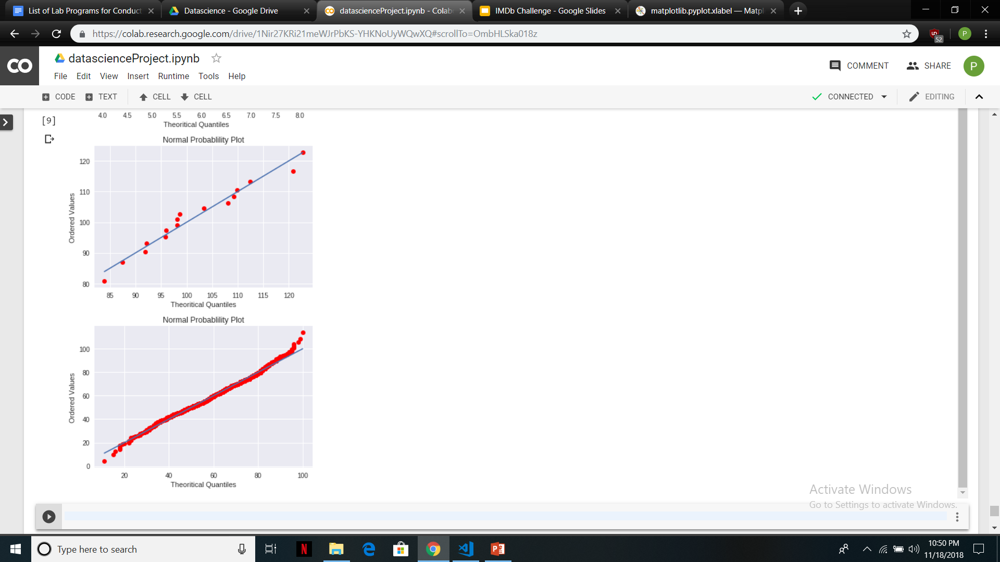 List of Lab Programs for Conduct
Datascience - Google Drive
datascienceProject.ipynb - Colab
IMDb Challenge - Google Slides
matplotlib.pyplot.xlabel — Matpl
https://colab.research.google.com/drive/1Nir27KRi21meWJrPbKS-YHKNoUyWQwXQ#scrollTo=OmbHLSka018z
52
P
CO
datascienceProject.ipynb
File Edit View Insert Runtime Tools Help
COMMENT
SHARE
P
CODE TEXT CELL CELL
CONNECTED
EDITING
[9]
4.0 4.5 5.0 5.5 6.0 6.5 7.0 7.5 8.0
Theoritical Quantiles
Normal Probablility Plot
120
110
100
90
80
Ordered Values
85 90 95 100 105 110 115 120
Theoritical Quantiles
Normal Probablility Plot
100
80
60
40
20
0
Ordered Values
20 40 60 80 100
Theoritical Quantiles
Activate Windows
Go to Settings to activate Windows.
Type here to search
N
P
10:50 PM
11/18/2018